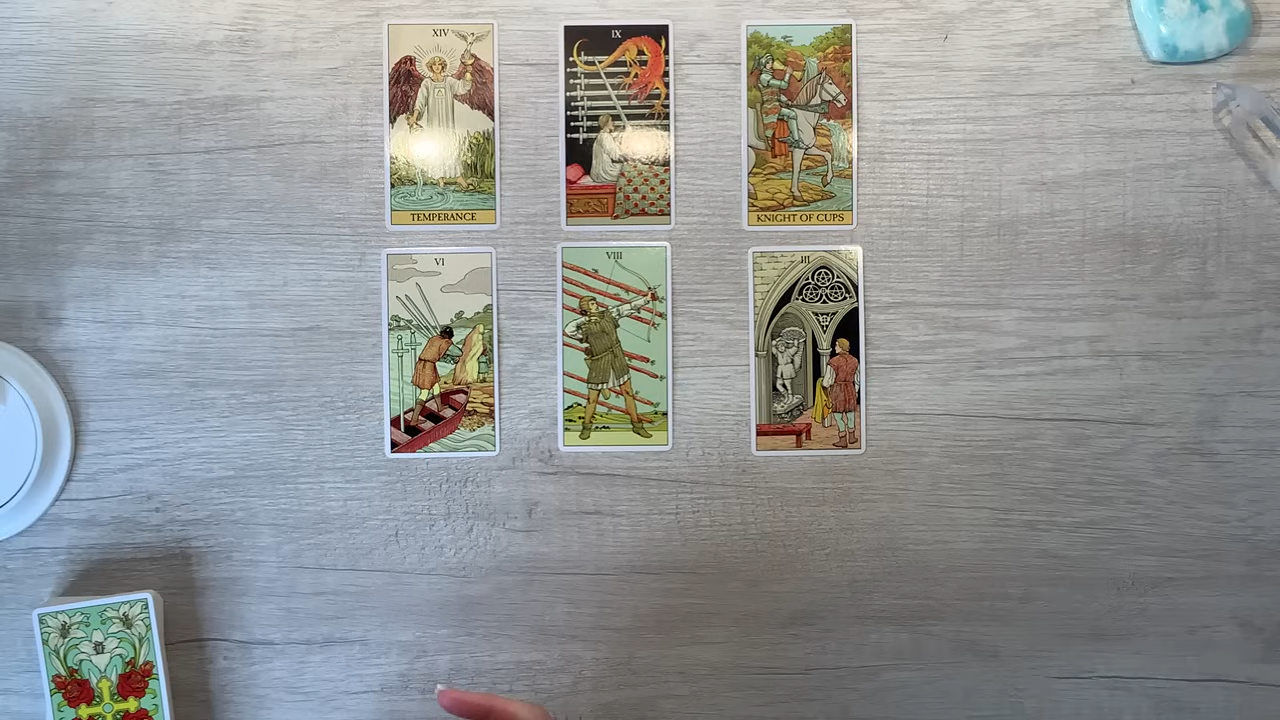 XIV
TEMPERANCE
IX
KNIGHT OF CUPS
VI
VIII
III